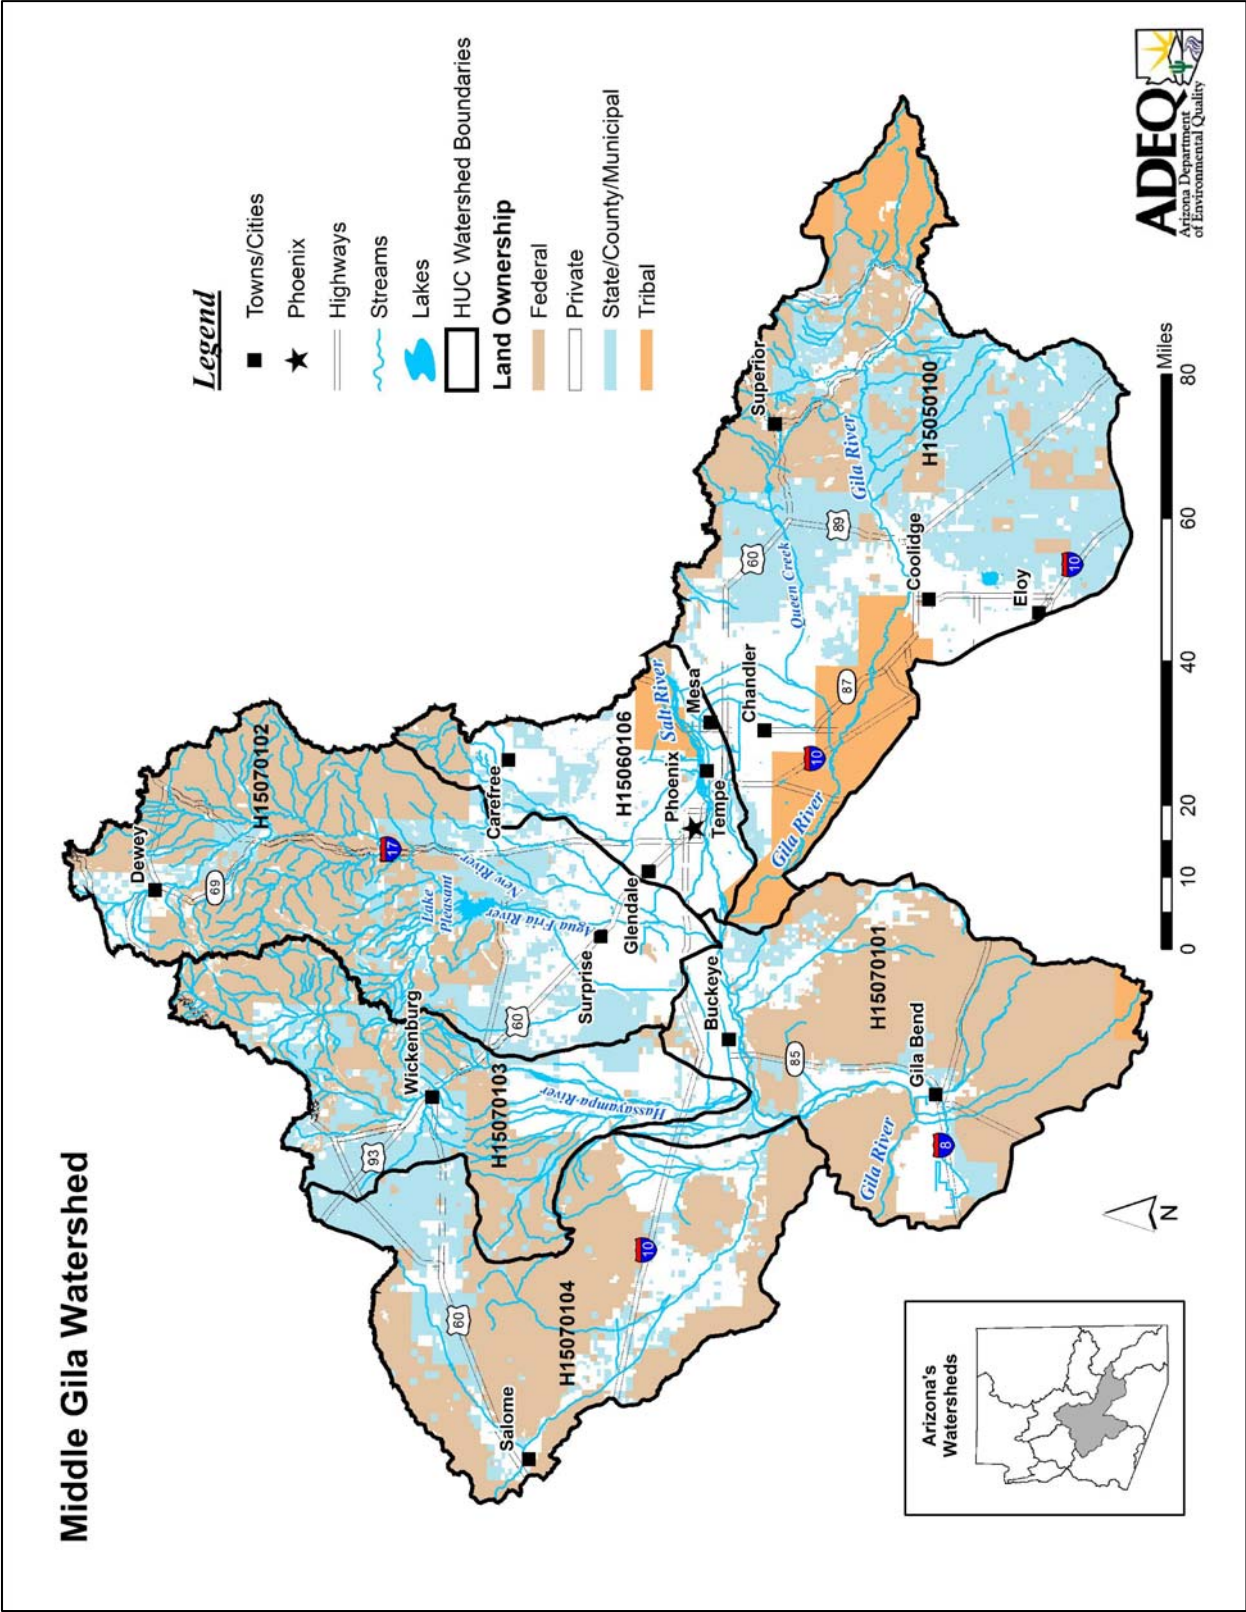 Middle Gila Watershed
Legend
Towns/Cities
Phoenix
Highways
Streams
Lakes
HUC Watershed Boundaries
Land Ownership
Federal
Private
State/County/Municipal
Tribal
Dewey
69
H15070102
17
Lake
Pleasant
New River
Agua Fria River
Carefree
Wickenburg
93
60
60
Salome
H15070103
H15070104
Hassayampa River
Surprise
Glendale
H15060106
Phoenix
Tempe
Salt River
Mesa
Chandler
Buckeye
10
85
H15070101
Gila Bend
Gila River
8
Gila River
10
87
Queen Creek
60
89
Superior
Gila River
H15050100
Coolidge
Eloy
10
0
10
20
40
60
80
Miles
N
Arizona's
Watersheds
ADEQ
Arizona Department
of Environmental Quality